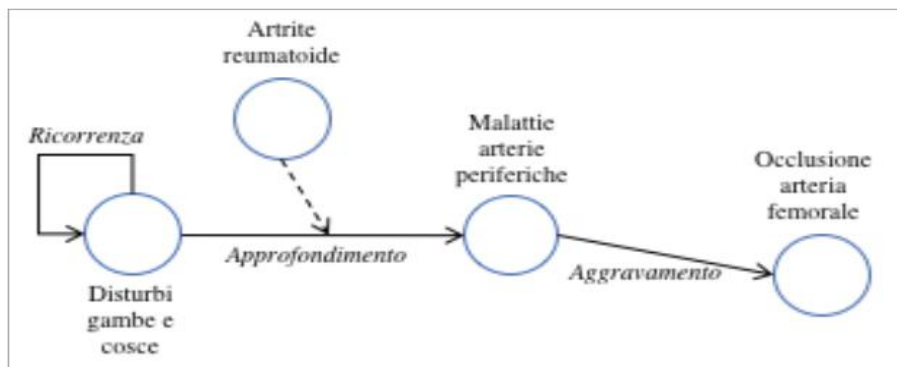 Artrite
reumatoide
Ricorrenza
Malattie
arterie
periferiche
Occlusione
arteria
femorale
Approfondimento
Aggravamento
Disturbi
gambe e
cosce